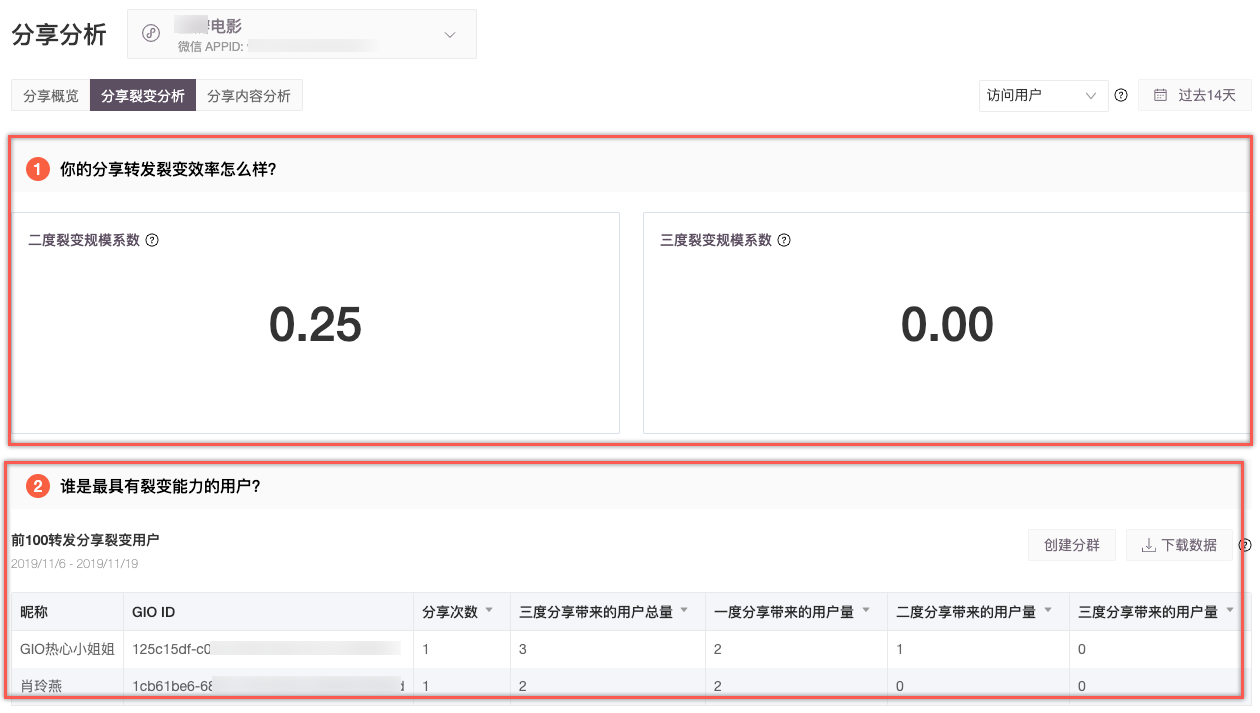 分享分析
电影
微信 APPID:
分享概览 分享裂变分析 分享内容分析
访问用户 过去14天
1 你的分享转发裂变效率怎么样?
二度裂变规模系数 三度裂变规模系数
0.25 0.00
2 谁是最具有裂变能力的用户?
前100转发分享裂变用户
2019/11/6 - 2019/11/19
创建分群 下载数据
昵称 GIO ID 分享次数 三度分享带来的用户总量 一度分享带来的用户量 二度分享带来的用户量 三度分享带来的用户量
GIO热心小姐姐 125c15df-c0 1 3 2 1 0
肖玲燕 1cb61be6-68 1 2 2 0 0